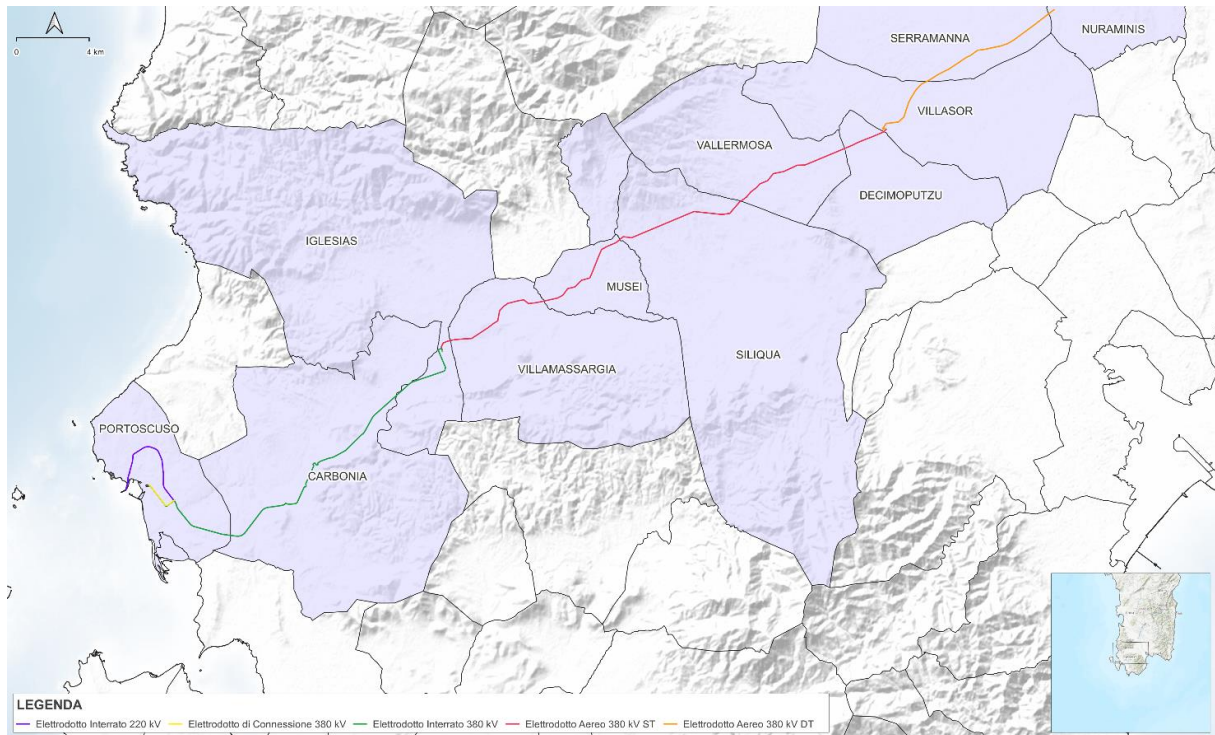 0 4 km
SERRAMANNA
NURAMINIS
VILLASOR
VALLERMOSA
DECIMOPUTZU
IGLESIAS
MUSEI
SILIQUA
VILLAMASSARGIA
PORTOSCUSO
CARBONIA
LEGENDA
Elettrodotto Interrato 220 kV Elettrodotto di Connessione 380 kV Elettrodotto Interrato 380 kV Elettrodotto Aereo 380 kV ST Elettrodotto Aereo 380 kV DT